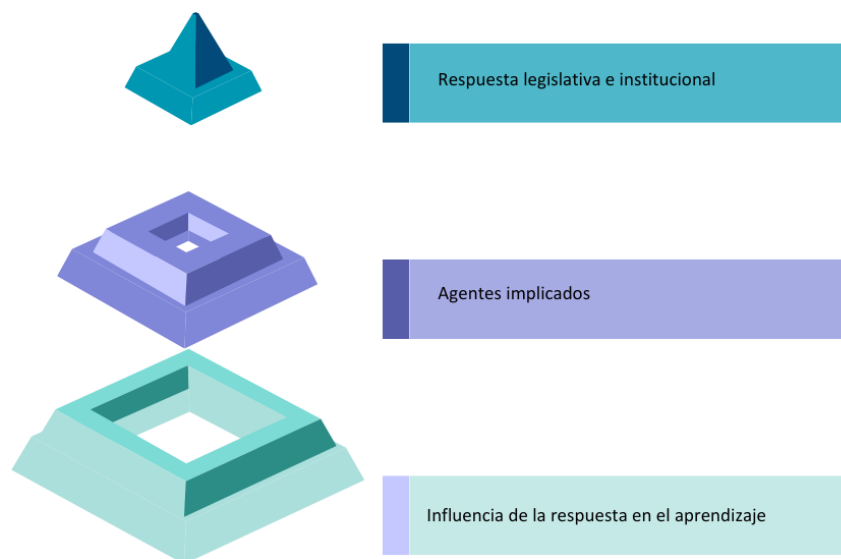 Respuesta legislativa e institucional
Agentes implicados
Influencia de la respuesta en el aprendizaje